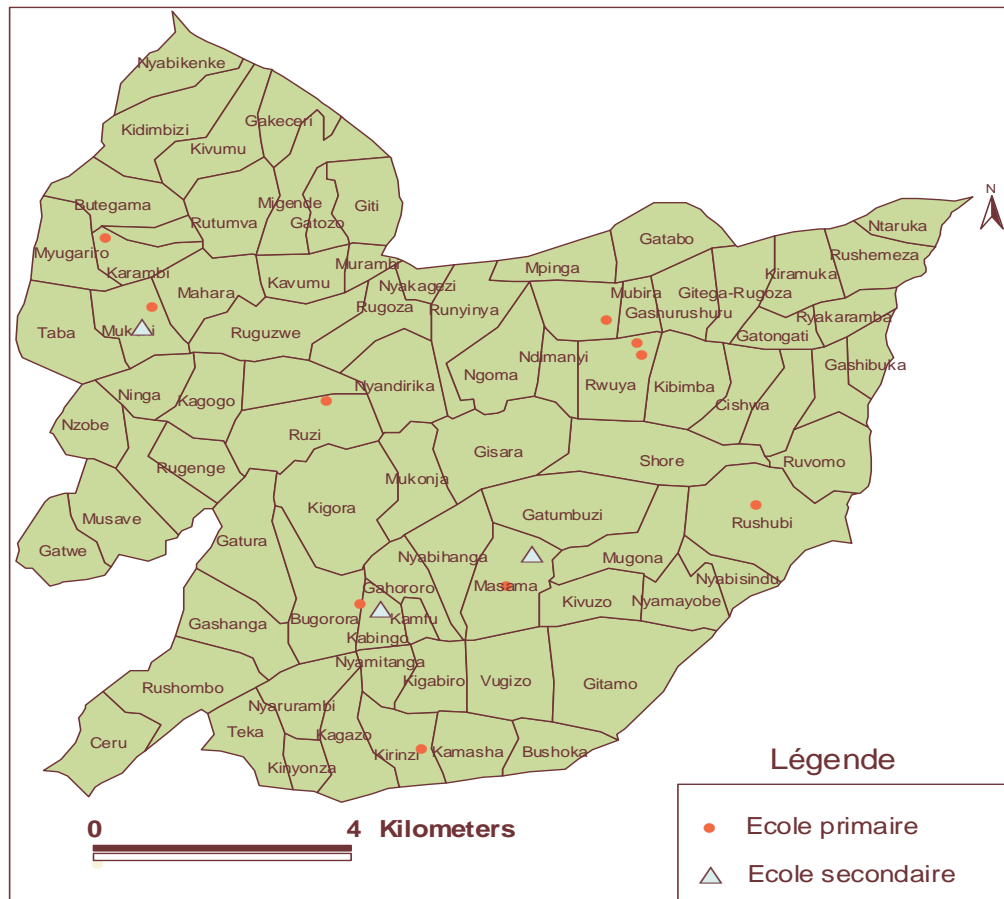 Nyabikenke
Gakeceri
Kidimbizi
Kivumu
Butegama
Migende
Giti
Rutumva
Gatozo
Myugariro
Karambi
Murambi
Mahara
Kavumu
Nyakagezi
Rugoza
Runyinya
Mpinga
Gatabo
Ntaruka
Rushemeza
Kiramuka
Mubira
Gitega-Rugoza
Gashurushuru
Ryakaramba
Gatongati
Taba
Ruguzwe
Ndimanyi
Gashibuka
Nyandirika
Ngoma
Rwuya
Kibimba
Cishwa
Ninga
Kagogo
Nzobe
Ruzi
Gisara
Shore
Ruvomo
Rugenge
Mukonja
Kigora
Musave
Gatumbuzi
Rushubi
Gatwe
Gatura
Nyabihanga
Mugona
Nyabisindu
Gahororo
Masama
Kivuzo
Nyamayobe
Gashanga
Bugorora
Kamfu
Kabingo
Nyamitanga
Rushombo
Kigabiro
Vugizo
Gitamo
Nyarurambi
Ceru
Teka
Kagazo
Kirinzi
Kamasha
Bushoka
Kinyonza
N
0 4 Kilometers
Légende
Ecole primaire
Ecole secondaire